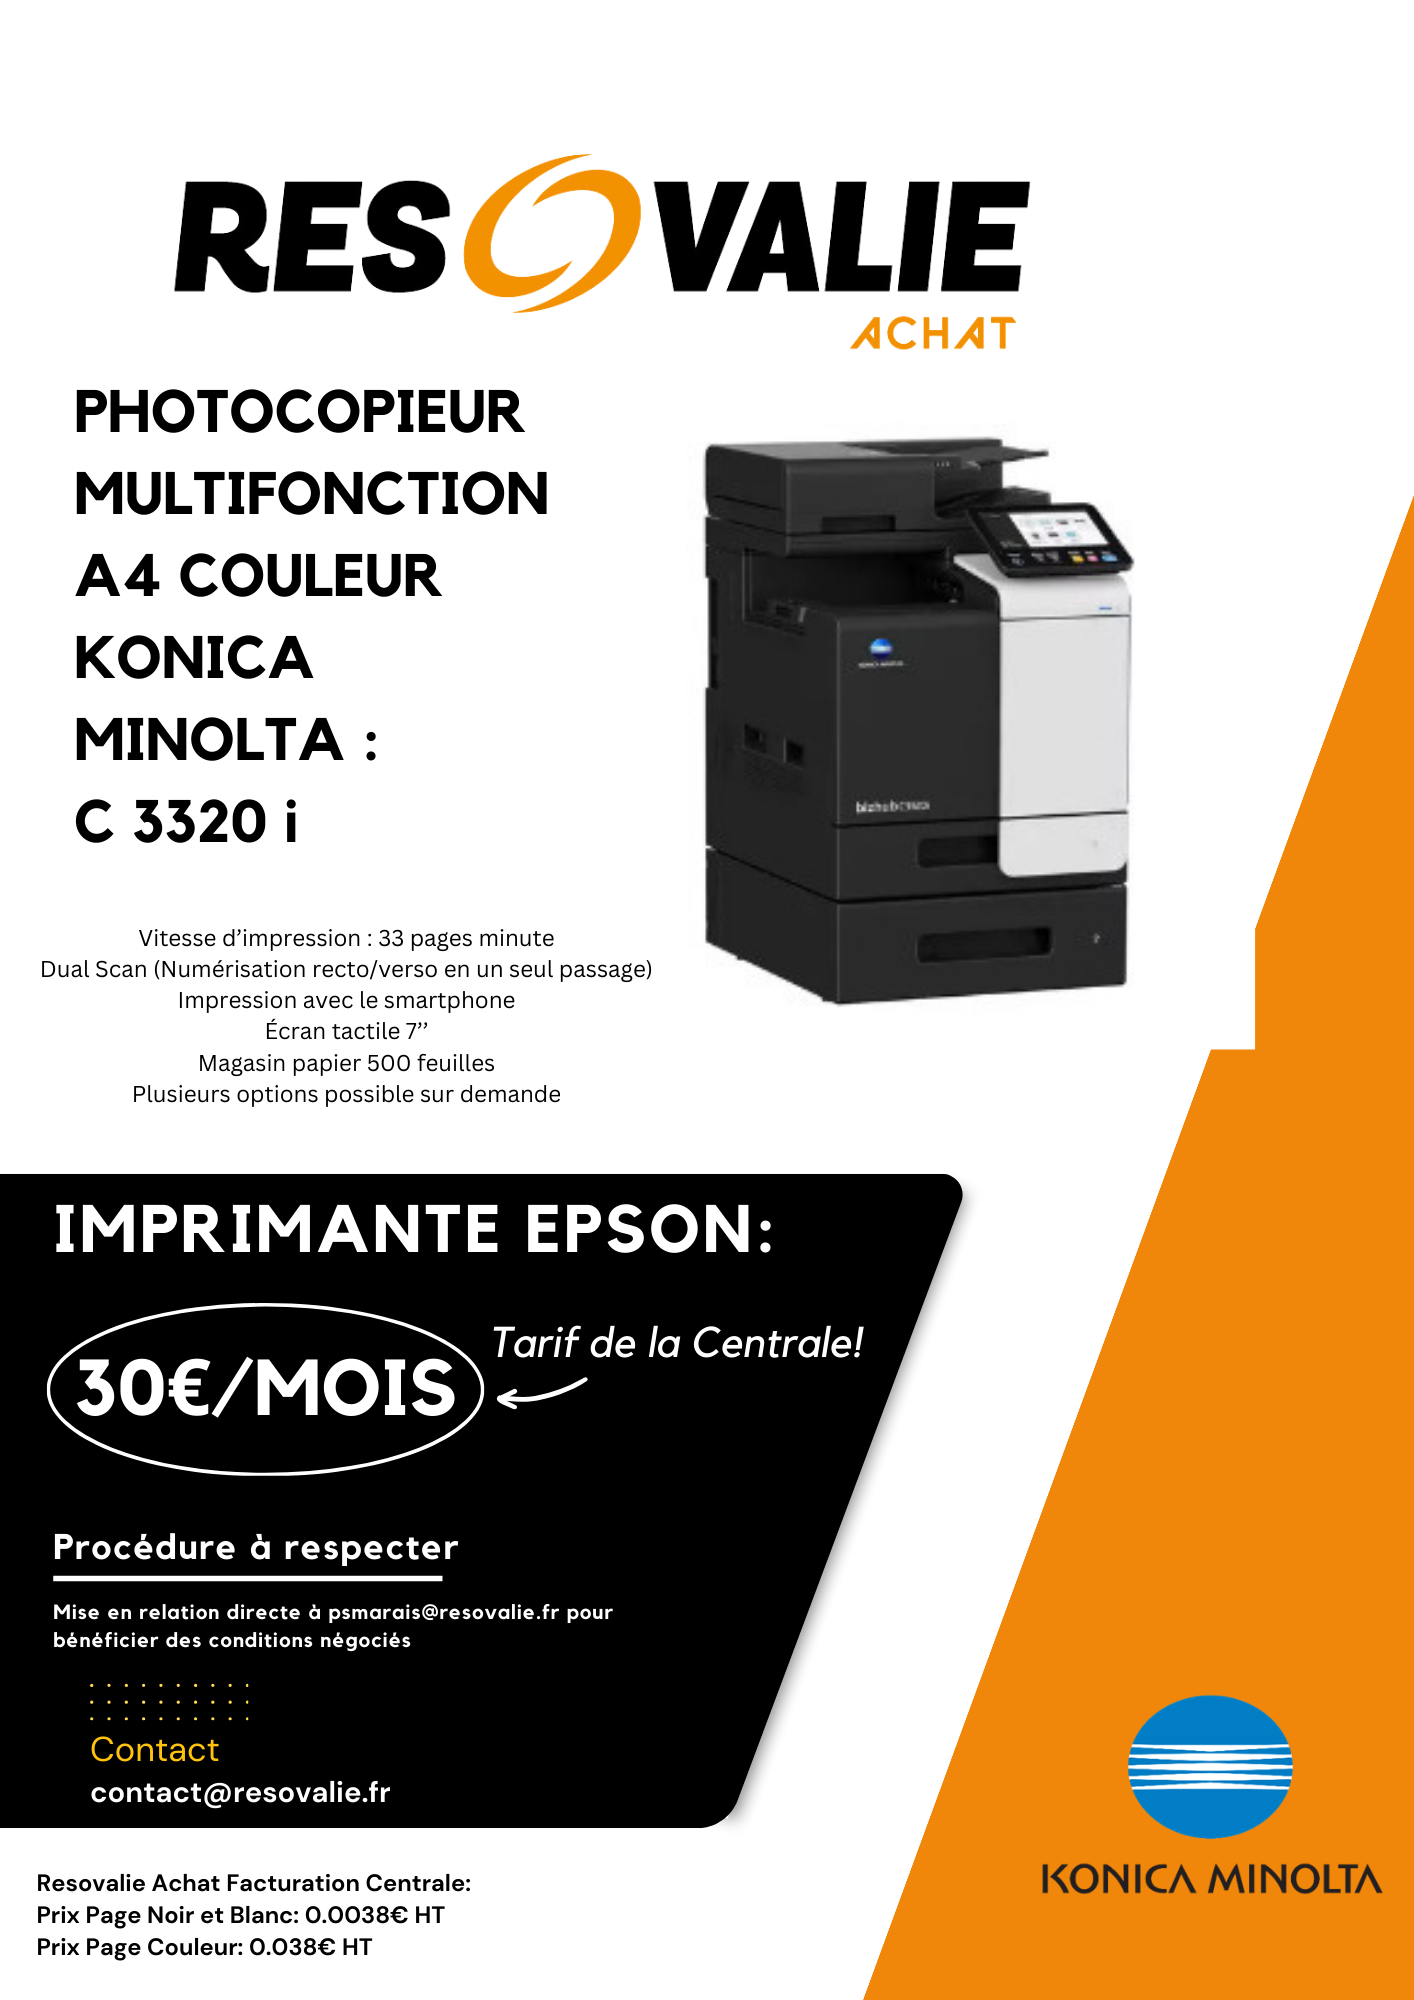 RESOVALIE
ACHAT
PHOTOCOPIEUR
MULTIFONCTION
A4 COULEUR
KONICA
MINOLTA :
C 3320 i
KONICA MINOLTA
Vitesse d’impression : 33 pages minute
Dual Scan (Numérisation recto/verso en un seul passage)
Impression avec le smartphone
Écran tactile 7’’
Magasin papier 500 feuilles
Plusieurs options possible sur demande
IMPRIMANTE EPSON:
30€/MOIS
Tarif de la Centrale!
Procédure à respecter
Mise en relation directe à psmarais@resovalie.fr pour
bénéficier des conditions négociés
Contact
contact@resovalie.fr
KONICA MINOLTA
Resovalie Achat Facturation Centrale:
Prix Page Noir et Blanc: 0.0038€ HT
Prix Page Couleur: 0.038€ HT